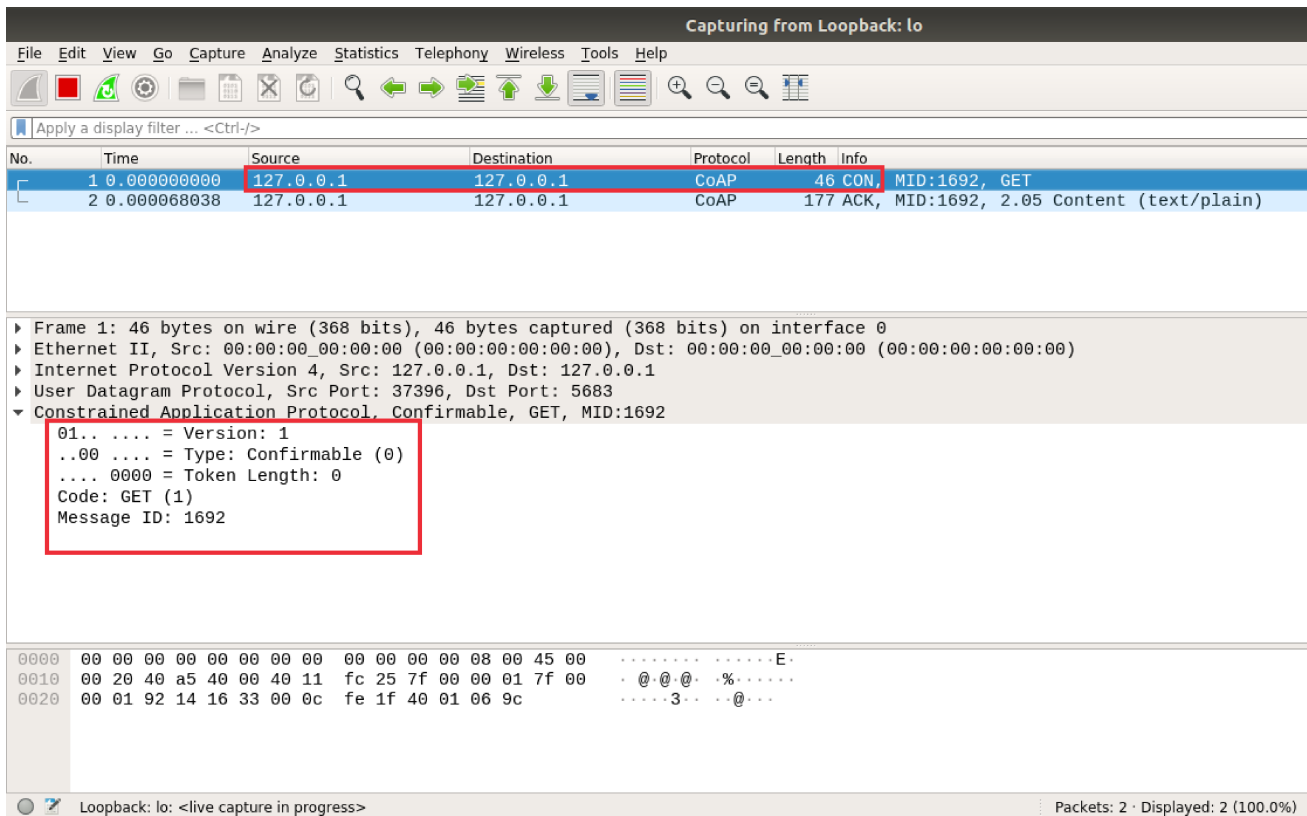 Capturing from Loopback: lo
File Edit View Go Capture Analyze Statistics Telephony Wireless Tools Help
Apply a display filter ... <Ctrl-/>
No. Time Source Destination Protocol Length Info
1 0.000000000 127.0.0.1 127.0.0.1 CoAP 46 CON, MID:1692, GET
2 0.000068038 127.0.0.1 127.0.0.1 CoAP 177 ACK, MID:1692, 2.05 Content (text/plain)
Frame 1: 46 bytes on wire (368 bits), 46 bytes captured (368 bits) on interface 0
Ethernet II, Src: 00:00:00_00:00:00 (00:00:00:00:00:00), Dst: 00:00:00_00:00:00 (00:00:00:00:00:00)
Internet Protocol Version 4, Src: 127.0.0.1, Dst: 127.0.0.1
User Datagram Protocol, Src Port: 37396, Dst Port: 5683
Constrained Application Protocol, Confirmable, GET, MID:1692
01.. .... = Version: 1
..00 .... = Type: Confirmable (0)
.... 0000 = Token Length: 0
Code: GET (1)
Message ID: 1692
0000 00 00 00 00 00 00 00 00 00 00 00 00 08 00 45 00 ········ ······E·
0010 00 20 40 a5 40 00 40 11 fc 25 7f 00 00 01 7f 00 · @·@·@· ·%······
0020 00 01 92 14 16 33 00 0c fe 1f 40 01 06 9c ·····3·· ··@···
Loopback: lo: <live capture in progress> Packets: 2 · Displayed: 2 (100.0%)